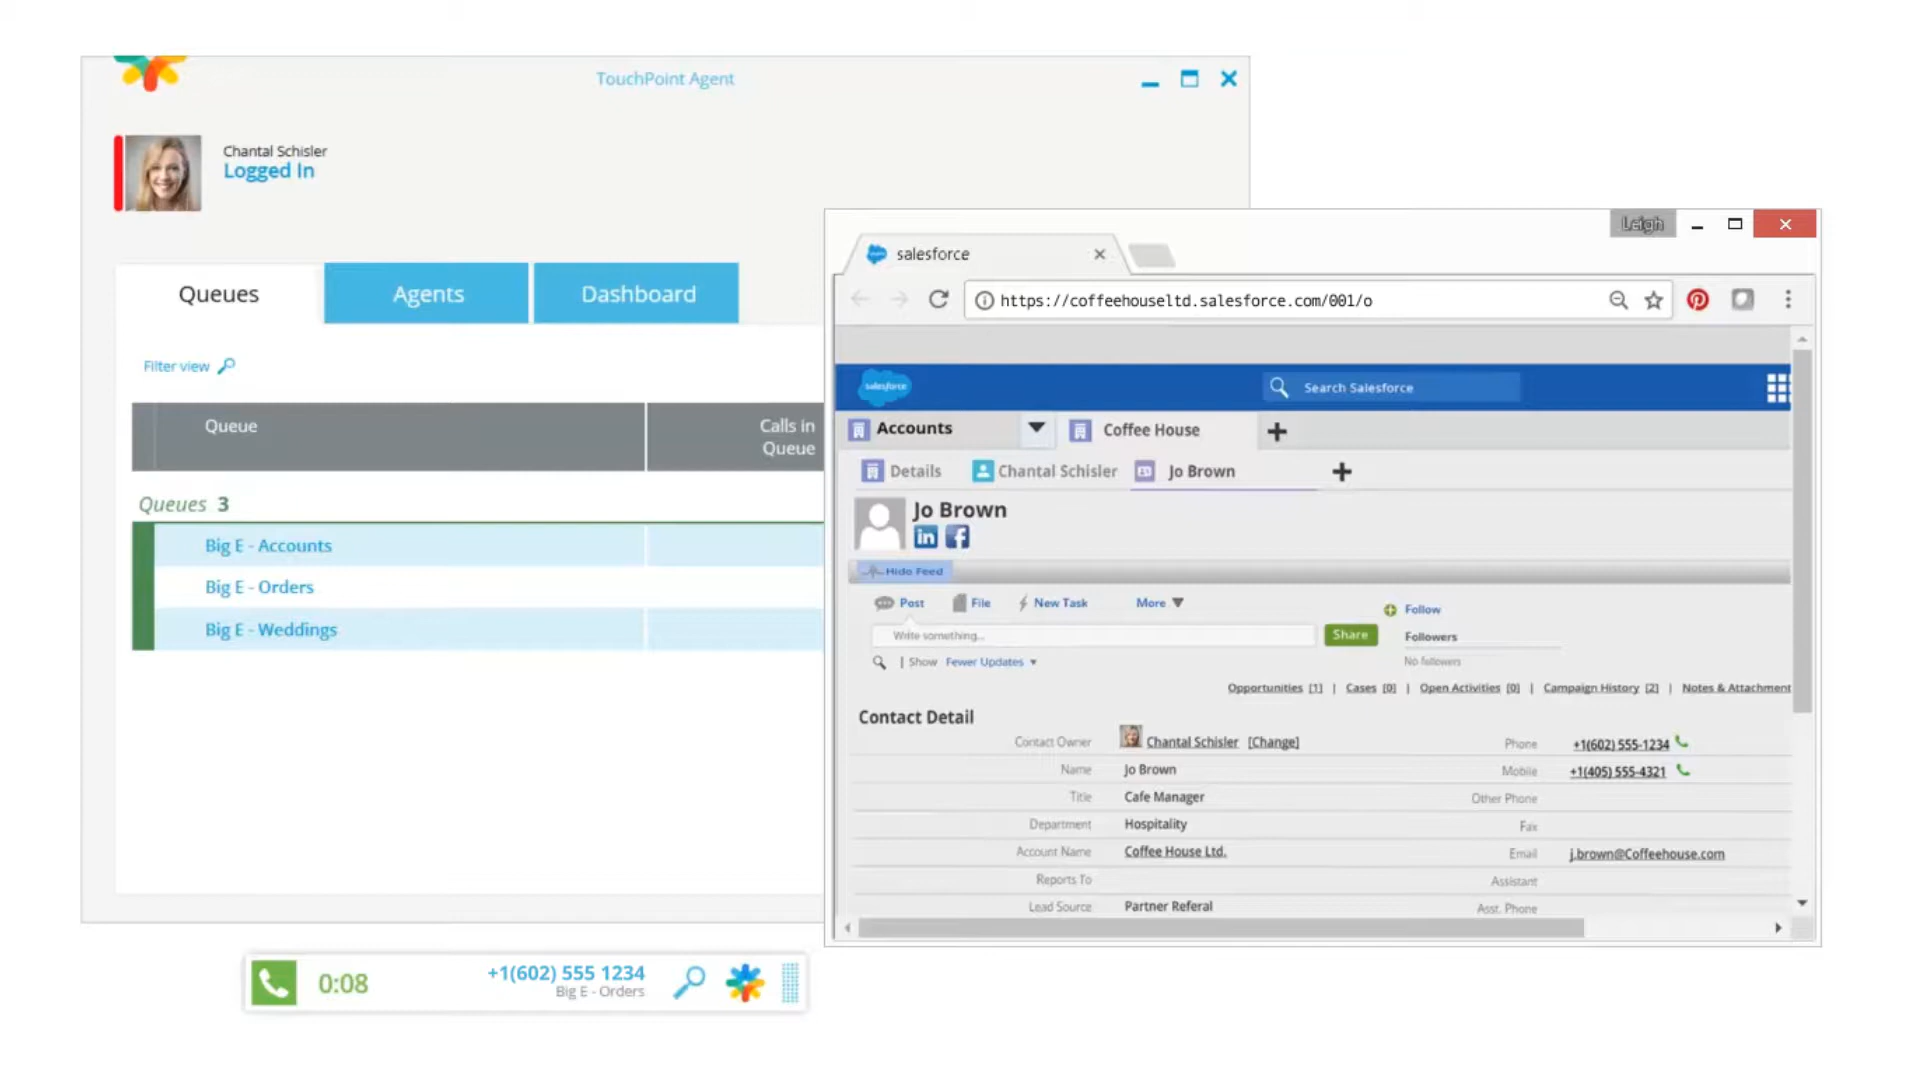 TouchPoint Agent
Chantal Schisler
Logged In
Queues
Agents
Dashboard
Filter view
Queue
Calls in
Queue
Queues 3
Big E - Accounts
Big E - Orders
Big E - Weddings
0:08
+1(602) 555 1234
Big E - Orders
Leigh
salesforce
https://coffeehouseltd.salesforce.com/001/o
salesforce
Search Salesforce
Accounts
Coffee House
Details
Chantal Schisler
Jo Brown
Jo Brown
in f
Hide Feed
Post
File
New Task
More
Follow
Write something...
Share
Followers
| Show Fewer Updates
No followers
Opportunities [1] | Cases [0] | Open Activities [0] | Campaign History [2] | Notes & Attachment
Contact Detail
Contact Owner Chantal Schisler [Change] Phone +1(602) 555-1234
Name Jo Brown Mobile +1(405) 555-4321
Title Cafe Manager Other Phone
Department Hospitality Fax
Account Name Coffee House Ltd. Email j.brown@Coffeehouse.com
Reports To Assistant
Lead Source Partner Referal Asst. Phone